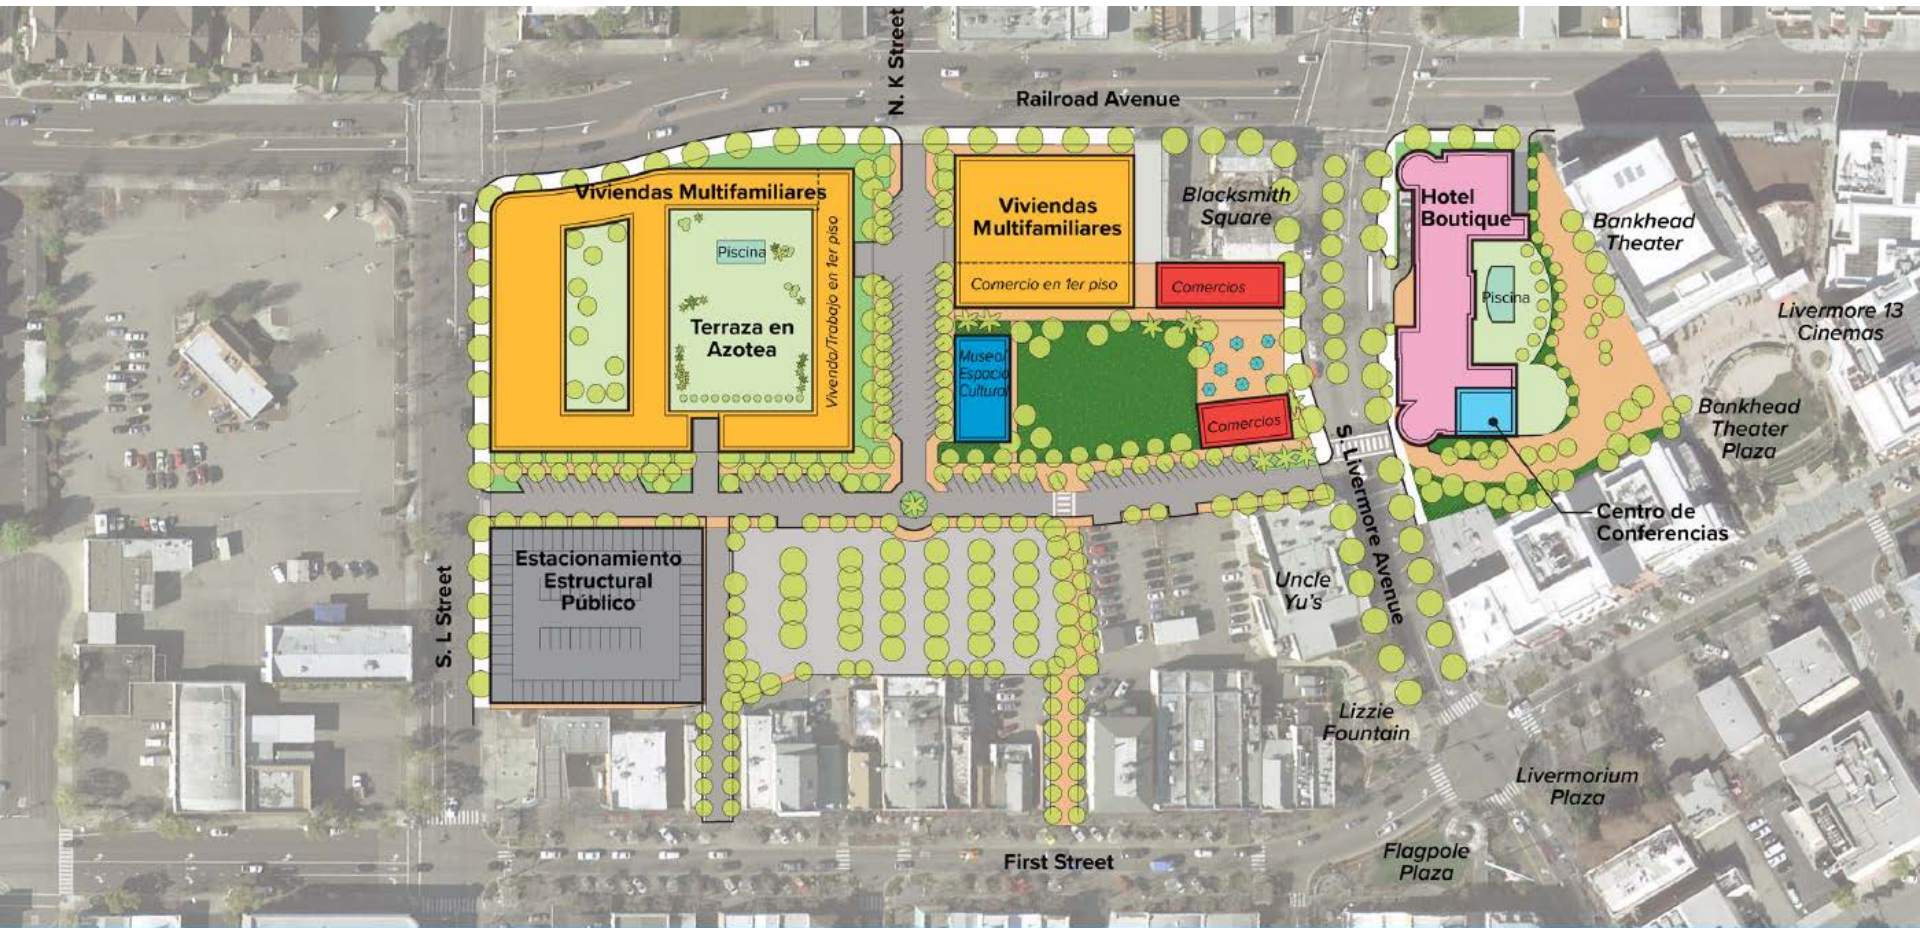 N. K Street
Railroad Avenue
Viviendas Multifamiliares
Piscina
Terraza en
Azotea
Vivenda/Trabajo en 1er piso
Viviendas
Multifamiliares
Comercio en 1er piso
Comercios
Blacksmith
Square
Hotel
Boutique
Piscina
Bankhead
Theater
Livermore 13
Cinemas
Museo/
Espacio
Cultural
Comercios
Bankhead
Theater
Plaza
S. Livermore Avenue
Centro de
Conferencias
Estacionamiento
Estructural
Público
S. L Street
Uncle
Yu's
Lizzie
Fountain
Livermorium
Plaza
First Street
Flagpole
Plaza